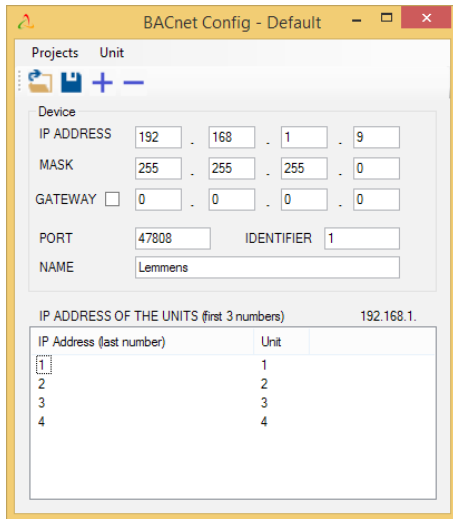 BACnet Config - Default
Projects Unit
Device
IP ADDRESS 192 . 168 . 1 . 9
MASK 255 . 255 . 255 . 0
GATEWAY 0 . 0 . 0 . 0
PORT 47808 IDENTIFIER 1
NAME Lemmens
IP ADDRESS OF THE UNITS (first 3 numbers) 192.168.1.
IP Address (last number) Unit
1 1
2 2
3 3
4 4